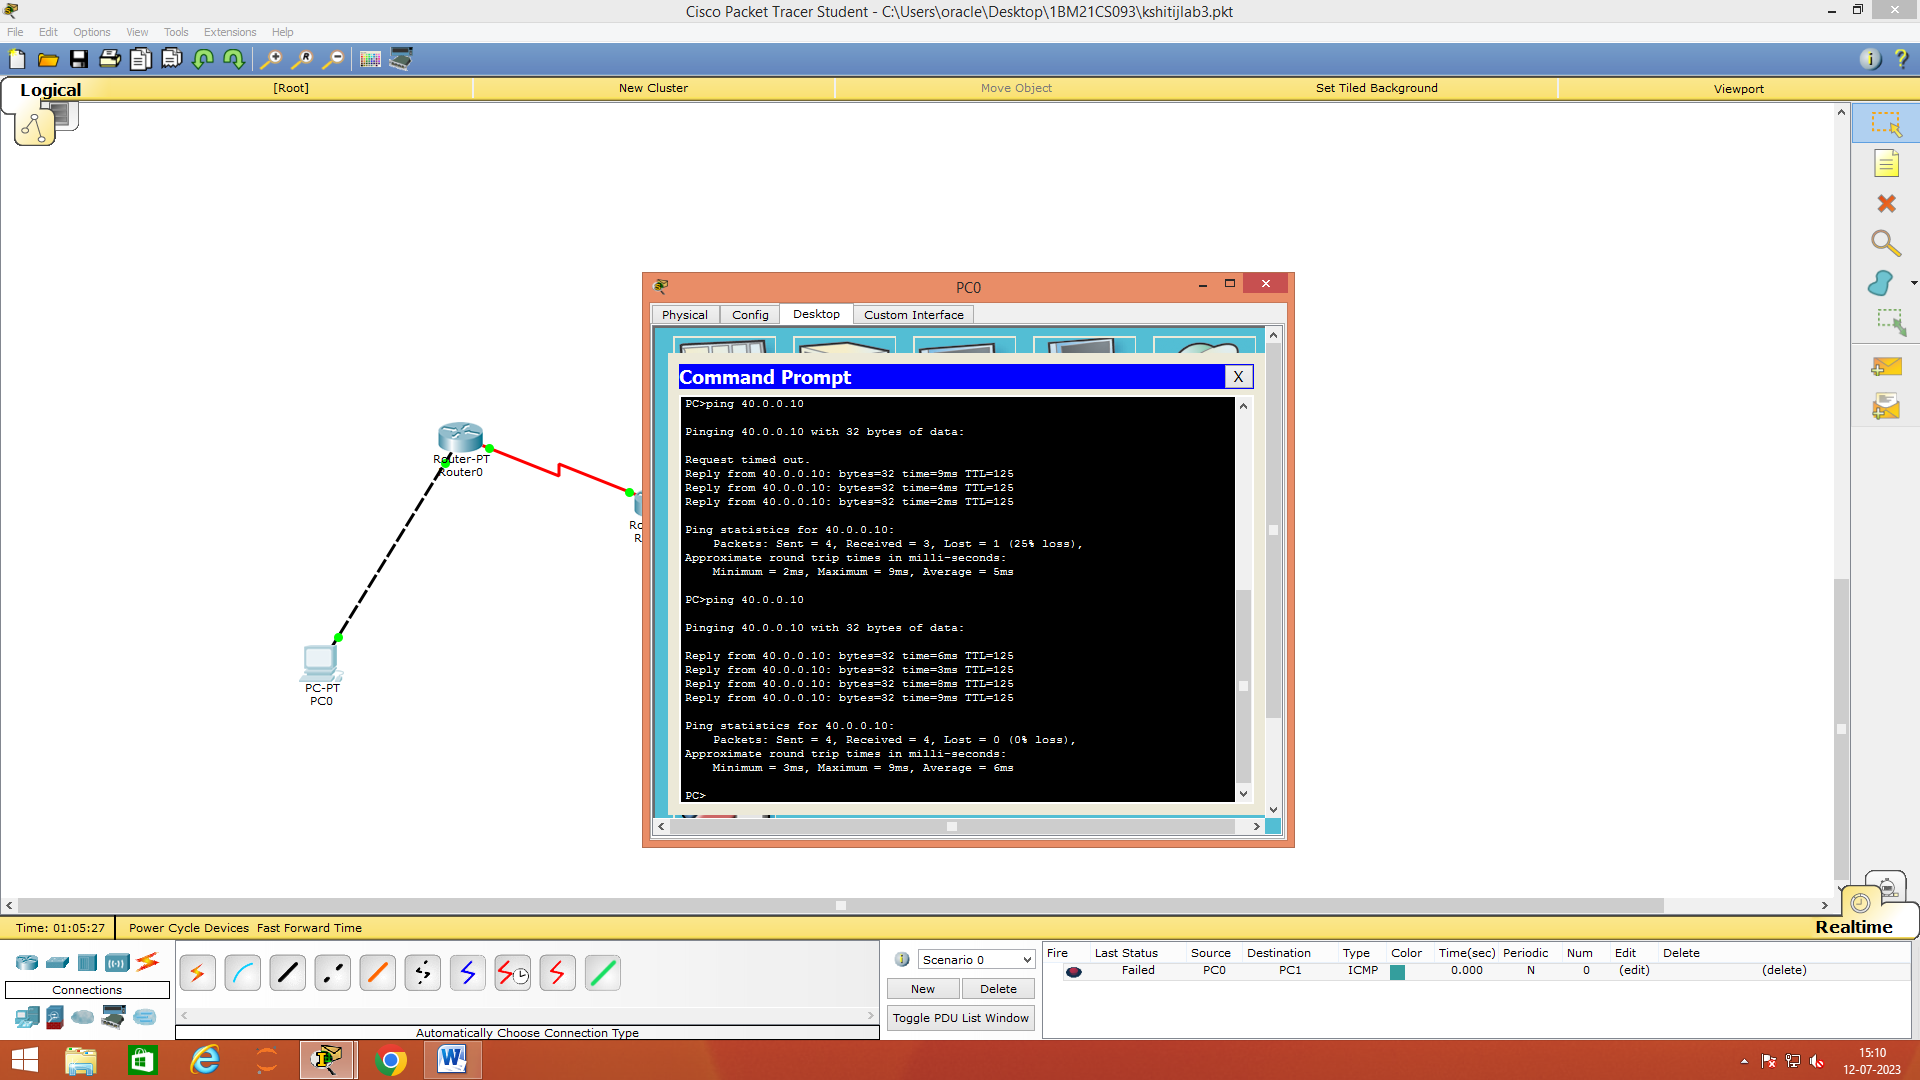 Cisco Packet Tracer Student - C:\Users\oracle\Desktop\1BM21CS093\kshitijlab3.pkt
File Edit Options View Tools Extensions Help
Logical [Root] New Cluster Move Object Set Tiled Background Viewport
PC0
Physical Config Desktop Custom Interface
Command Prompt X
PC>ping 40.0.0.10
Pinging 40.0.0.10 with 32 bytes of data:
Request timed out.
Reply from 40.0.0.10: bytes=32 time=9ms TTL=125
Reply from 40.0.0.10: bytes=32 time=4ms TTL=125
Reply from 40.0.0.10: bytes=32 time=2ms TTL=125
Ping statistics for 40.0.0.10:
Packets: Sent = 4, Received = 3, Lost = 1 (25% loss),
Approximate round trip times in milli-seconds:
Minimum = 2ms, Maximum = 9ms, Average = 5ms
PC>ping 40.0.0.10
Pinging 40.0.0.10 with 32 bytes of data:
Reply from 40.0.0.10: bytes=32 time=6ms TTL=125
Reply from 40.0.0.10: bytes=32 time=3ms TTL=125
Reply from 40.0.0.10: bytes=32 time=8ms TTL=125
Reply from 40.0.0.10: bytes=32 time=9ms TTL=125
Ping statistics for 40.0.0.10:
Packets: Sent = 4, Received = 4, Lost = 0 (0% loss),
Approximate round trip times in milli-seconds:
Minimum = 3ms, Maximum = 9ms, Average = 6ms
PC>
Router-PT
Router0
Ro
R
PC-PT
PC0
Time: 01:05:27 Power Cycle Devices Fast Forward Time
Realtime
Connections
Automatically Choose Connection Type
Scenario 0
New Delete
Toggle PDU List Window
Fire Last Status Source Destination Type Color Time(sec) Periodic Num Edit Delete
Failed PC0 PC1 ICMP 0.000 N 0 (edit) (delete)
15:10
12-07-2023